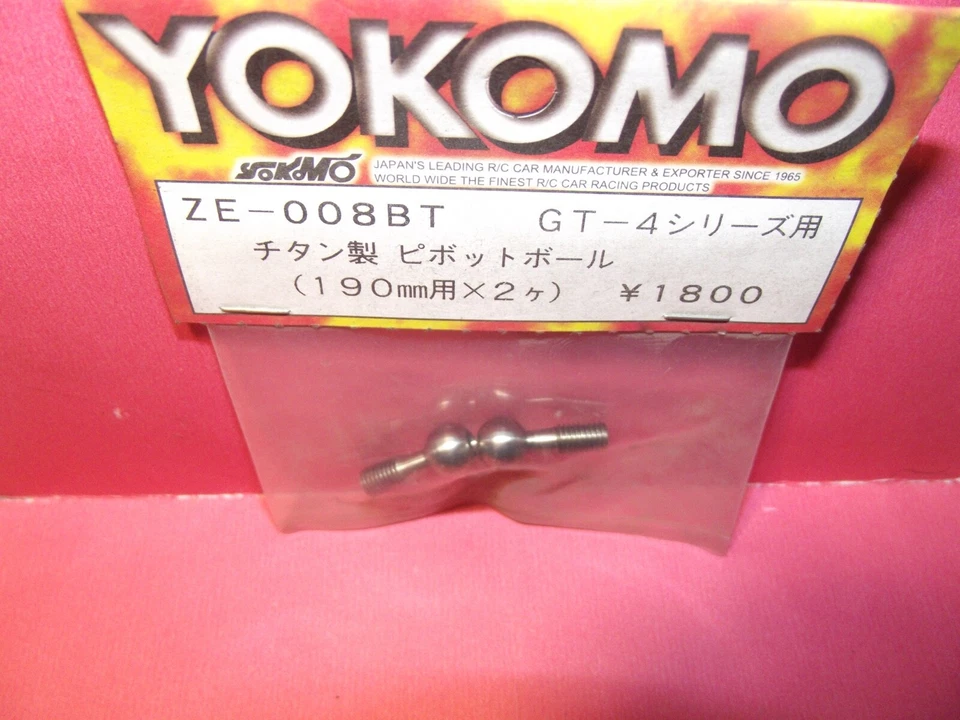 YOKOMO
YOKOMO JAPAN'S LEADING R/C CAR MANUFACTURER & EXPORTER SINCE 1965
WORLD WIDE THE FINEST R/C CAR RACING PRODUCTS
ZE-008BT GT-4シリーズ用
チタン製 ピボットボール
(190mm用×2ヶ) ¥1800